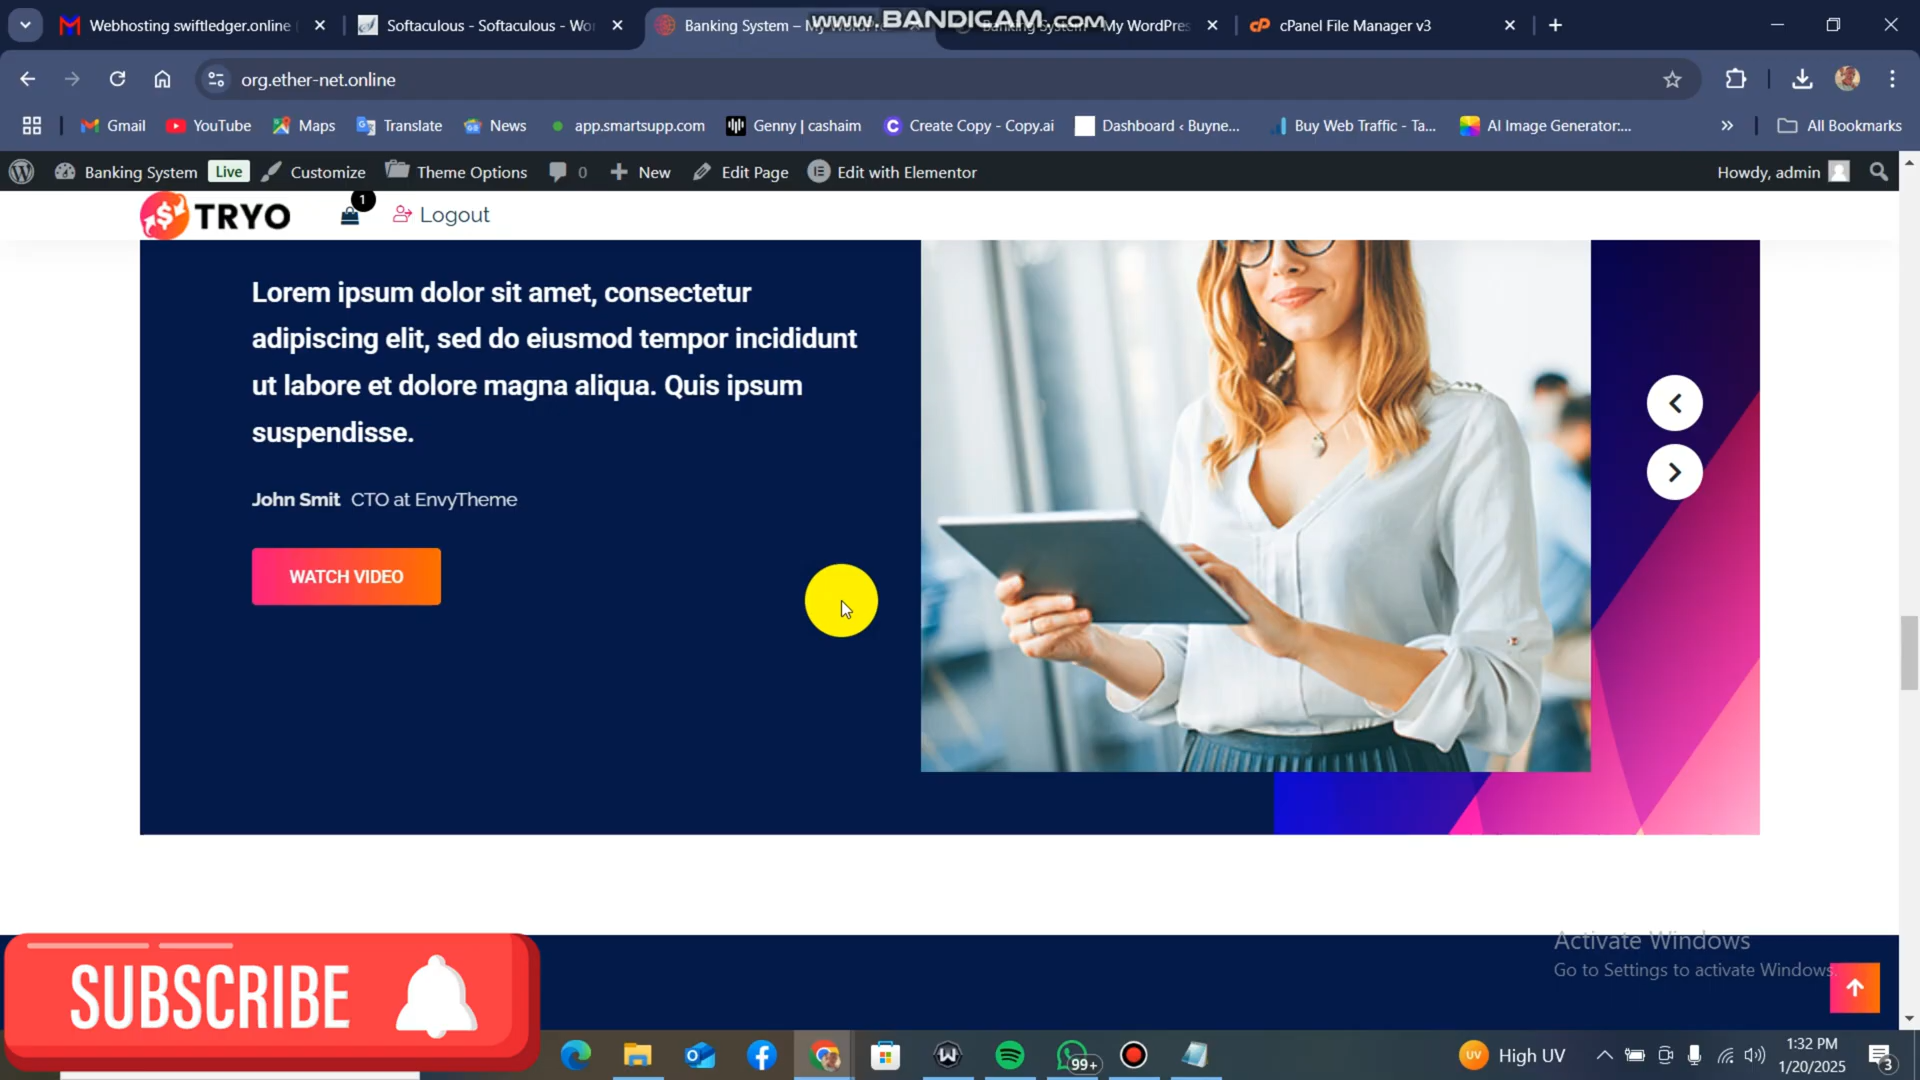 Webhosting swiftledger.online
Softaculous - Softaculous - Wo
Banking System – My WordPre
Banking System – My WordPres
cPanel File Manager v3
www.BANDICAM.com
org.ether-net.online
Gmail
YouTube
Maps
Translate
News
app.smartsupp.com
Genny | cashaim
Create Copy - Copy.ai
Dashboard ‹ Buyne...
Buy Web Traffic - Ta...
AI Image Generator:...
All Bookmarks
Banking System
Live
Customize
Theme Options
0
New
Edit Page
Edit with Elementor
Howdy, admin
TRYO
1
Logout
Lorem ipsum dolor sit amet, consectetur
adipiscing elit, sed do eiusmod tempor incididunt
ut labore et dolore magna aliqua. Quis ipsum
suspendisse.
John Smit CTO at EnvyTheme
WATCH VIDEO
Activate Windows
Go to Settings to activate Windows.
SUBSCRIBE
99+
UV
High UV
1:32 PM
1/20/2025
3